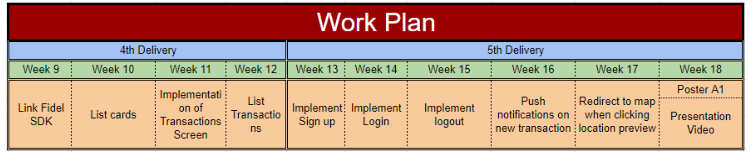 Work Plan
4th Delivery 5th Delivery
Week 9 Week 10 Week 11 Week 12 Week 13 Week 14 Week 15 Week 16 Week 17 Week 18
Link Fidel
SDK
List cards
Implementati
on of
Transactions
Screen
List
Transactio
ns
Implement
Sign up
Implement
Login
Implement
logout
Push
notifications on
new transaction
Redirect to map
when clicking
location preview
Poster A1
Presentation
Video